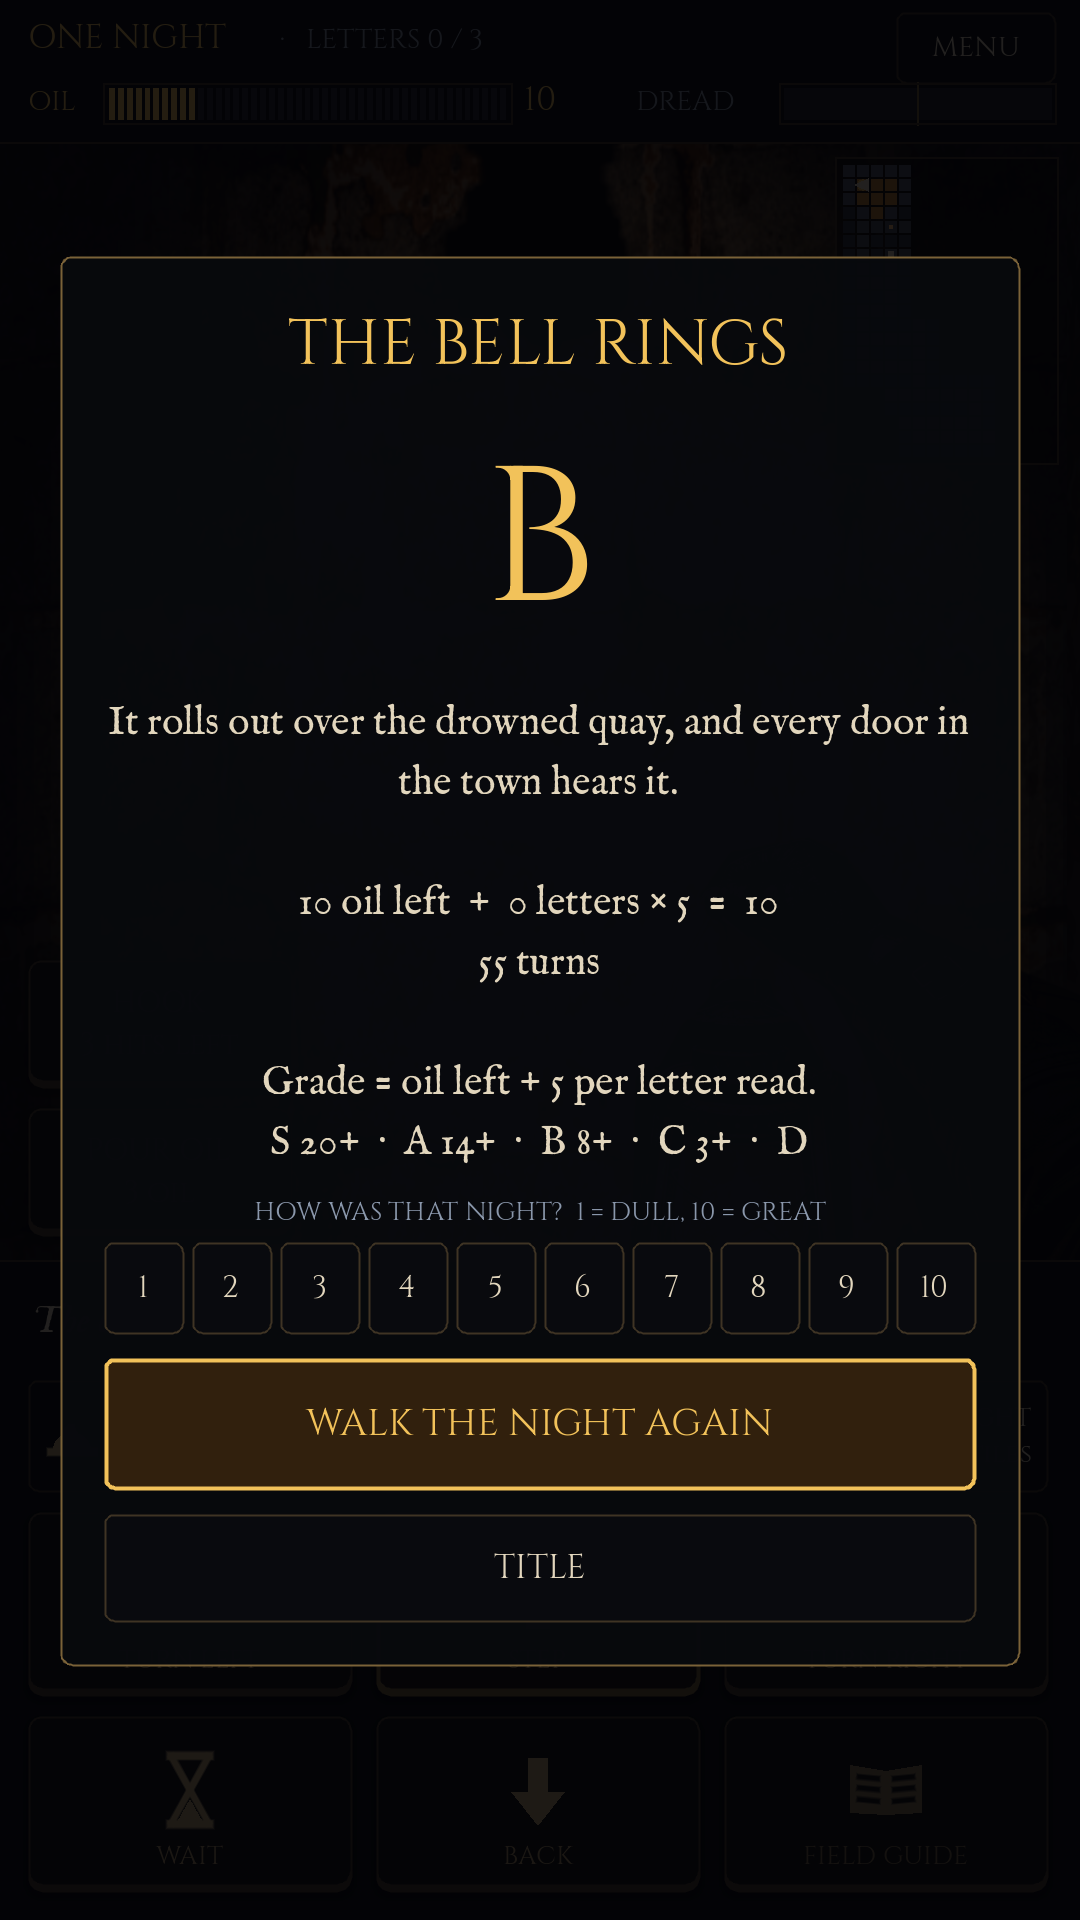 ONE NIGHT · LETTERS 0 / 3
MENU
OIL 10 DREAD
THE BELL RINGS
B
It rolls out over the drowned quay, and every door in
the town hears it.
10 oil left + 0 letters × 5 = 10
55 turns
Grade = oil left + 5 per letter read.
S 20+ · A 14+ · B 8+ · C 3+ · D
HOW WAS THAT NIGHT? 1 = DULL, 10 = GREAT
1 2 3 4 5 6 7 8 9 10
WALK THE NIGHT AGAIN
TITLE
WAIT BACK FIELD GUIDE